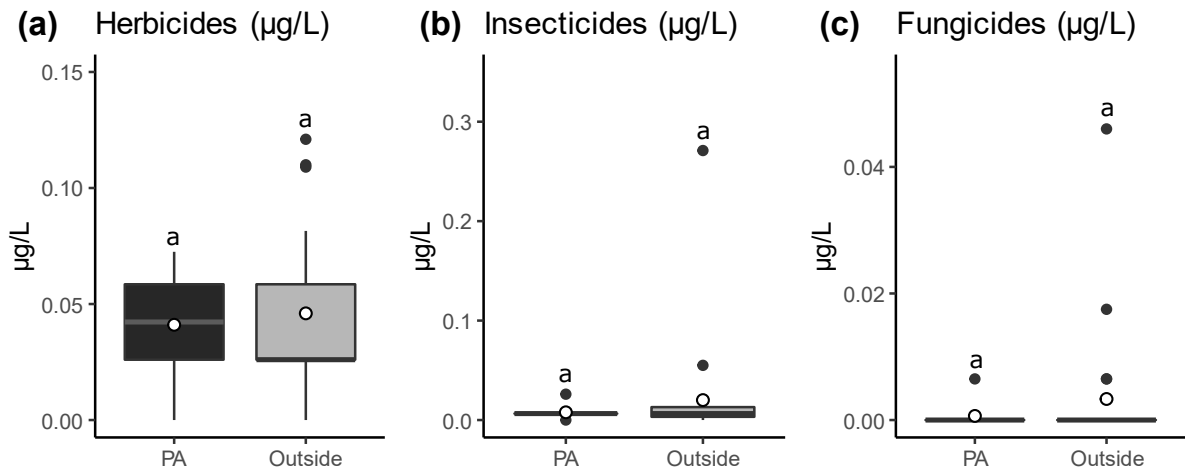 (a) Herbicides (µg/L)
µg/L
0.15
0.10
0.05
0.00
a
a
PA
Outside
(b) Insecticides (µg/L)
µg/L
0.3
0.2
0.1
0.0
a
a
PA
Outside
(c) Fungicides (µg/L)
µg/L
0.04
0.02
0.00
a
a
PA
Outside